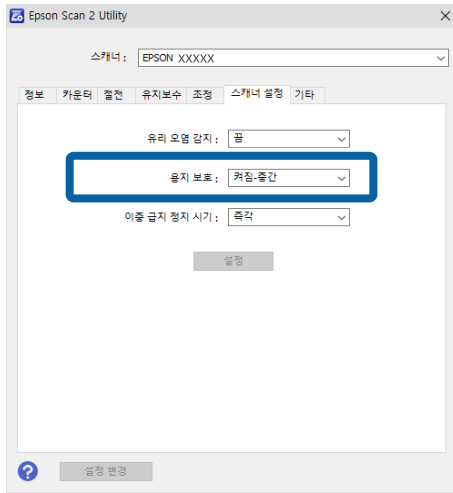 Epson Scan 2 Utility
스캐너 : EPSON XXXXX
정보 카운터 절전 유지보수 조정 스캐너 설정 기타
유리 오염 감지 : 끔
용지 보호 : 켜짐-중간
이중 급지 정지 시기 : 즉각
설정
? 설정 변경